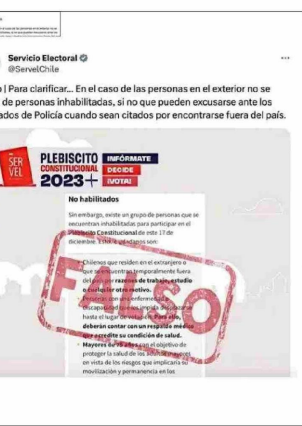 Servicio Electoral
@ServelChile
| Para clarificar... En el caso de las personas en el exterior no se
de personas inhabilitadas, si no que pueden excusarse ante los
ados de Policía cuando sean citados por encontrarse fuera del país.
SER
VEL
PLEBISCITO
CONSTITUCIONAL
2023+
INFÓRMATE
DECIDE
¡VOTA!
No habilitados
Sin embargo, existe un grupo de personas que se
encuentran inhabilitadas para participar en el
Plebiscito Constitucional de este 17 de
diciembre.
FALSO
Chilenos que residen en el extranjero o
que se encuentran temporalmente fuera
del país por razones de trabajo, estudio
o cualquier otro motivo.
Personas con una enfermedad o
discapacidad
hasta el lugar de votación. Para ello,
deberán contar con un respaldo médico
que acredite su condición de salud.
Mayores de años con el objetivo de
proteger la salud de los adultos mayores
en vista de los riesgos que implicaría su
movilización y permanencia en los